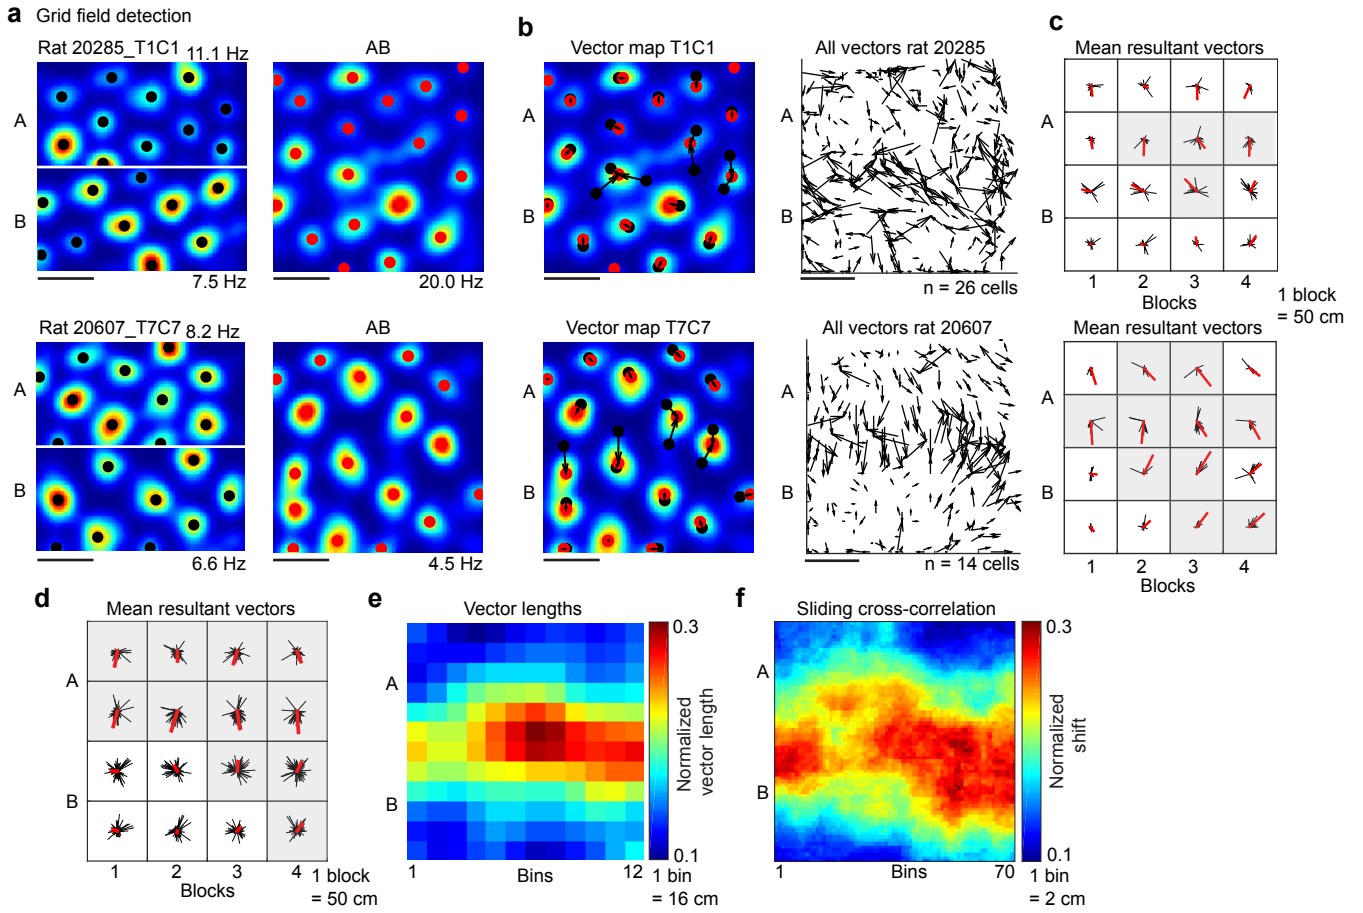 a Grid field detection
Rat 20285_T1C1 11.1 Hz
AB
A
B
7.5 Hz
20.0 Hz
Rat 20607_T7C7 8.2 Hz
AB
A
B
6.6 Hz
4.5 Hz
b
Vector map T1C1
All vectors rat 20285
A
A
B
B
n = 26 cells
Vector map T7C7
All vectors rat 20607
A
A
B
B
n = 14 cells
c
Mean resultant vectors
A
B
1 2 3 4
Blocks
1 block
= 50 cm
Mean resultant vectors
A
B
1 2 3 4
Blocks
d
Mean resultant vectors
A
B
1 2 3 4
Blocks
1 block
= 50 cm
e
Vector lengths
A
B
1 12
Bins
0.3
0.1
Normalized
vector length
1 bin
= 16 cm
f
Sliding cross-correlation
A
B
1 70
Bins
0.3
0.1
Normalized
shift
1 bin
= 2 cm